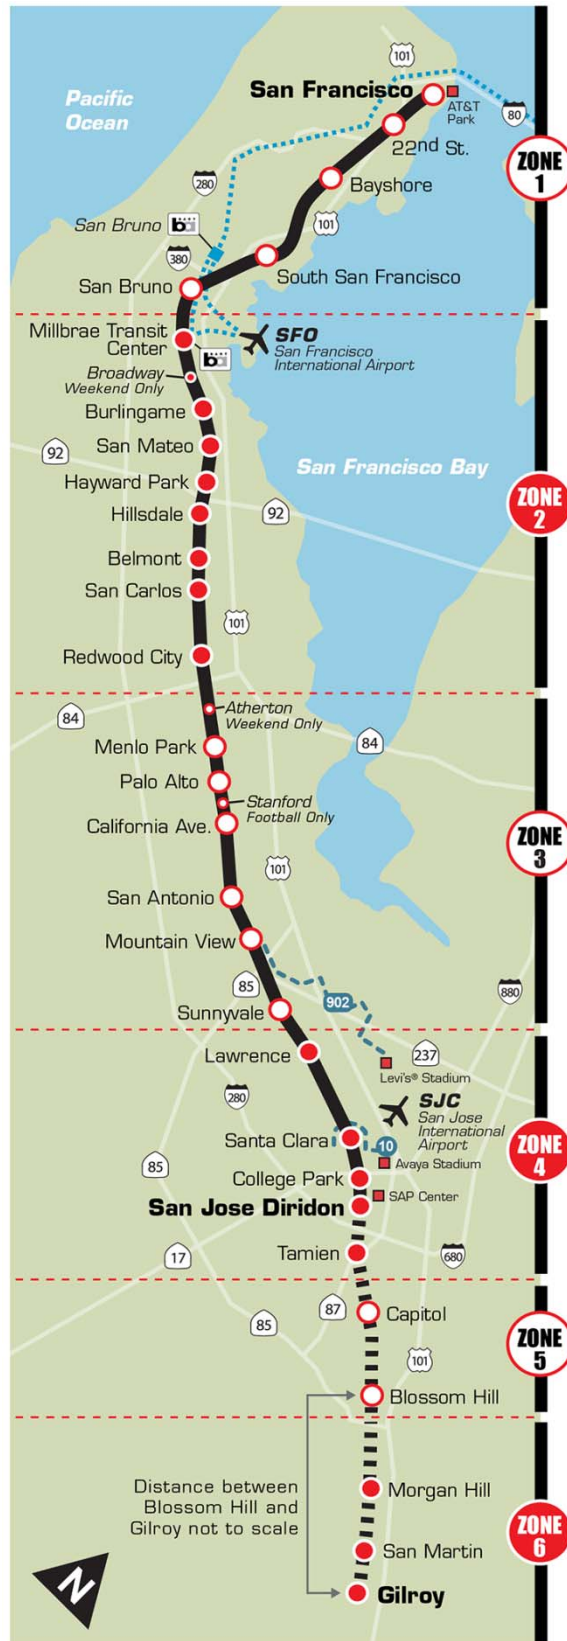 101
Pacific
Ocean
San Francisco
AT&T
Park
80
22nd St.
ZONE
1
280
Bayshore
101
San Bruno
ba
380
South San Francisco
San Bruno
Millbrae Transit
Center
ba
SFO
San Francisco
International Airport
Broadway
Weekend Only
Burlingame
San Mateo
92
San Francisco Bay
Hayward Park
ZONE
2
Hillsdale
92
Belmont
San Carlos
101
Redwood City
Atherton
Weekend Only
84
84
Menlo Park
Palo Alto
Stanford
Football Only
California Ave.
ZONE
3
101
San Antonio
Mountain View
85
902
880
Sunnyvale
Lawrence
237
Levi's® Stadium
280
SJC
San Jose
International
Airport
Santa Clara
10
ZONE
4
85
Avaya Stadium
College Park
SAP Center
San Jose Diridon
17
Tamien
680
87
Capitol
85
ZONE
5
101
Blossom Hill
Distance between
Blossom Hill and
Gilroy not to scale
Morgan Hill
ZONE
6
San Martin
N
Gilroy